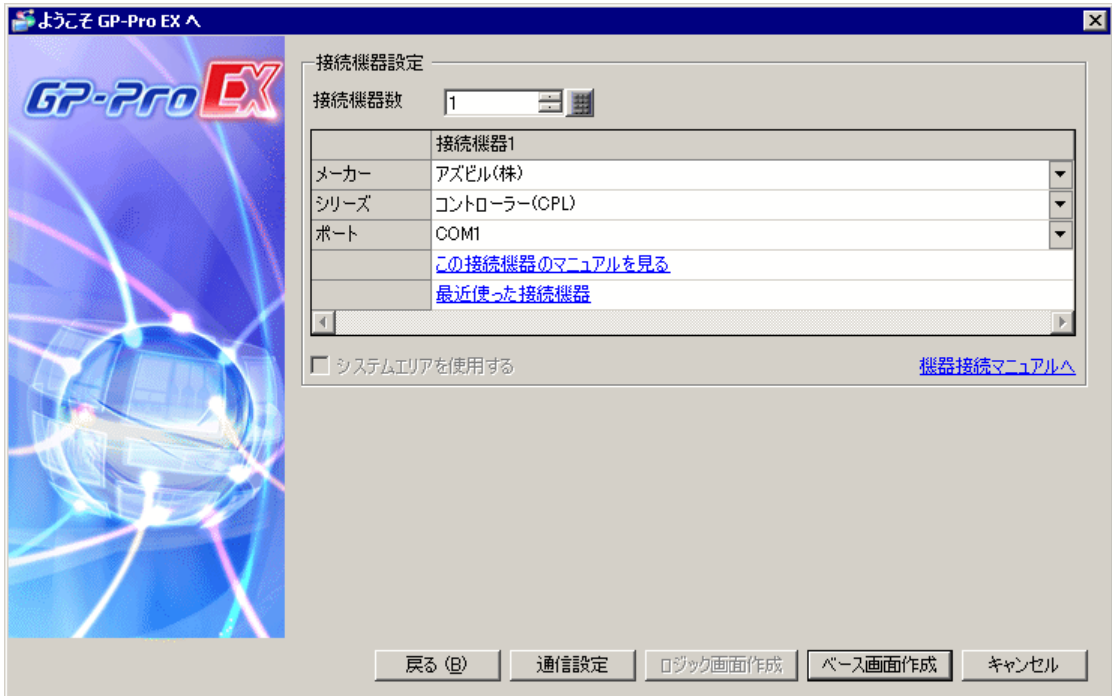 ようこそ GP-Pro EX へ
GP-Pro EX
接続機器設定
接続機器数 1
接続機器1
メーカー アズビル(株)
シリーズ コントローラー(CPL)
ポート COM1
この接続機器のマニュアルを見る
最近使った接続機器
システムエリアを使用する 機器接続マニュアルへ
戻る (B) 通信設定 ロジック画面作成 ベース画面作成 キャンセル